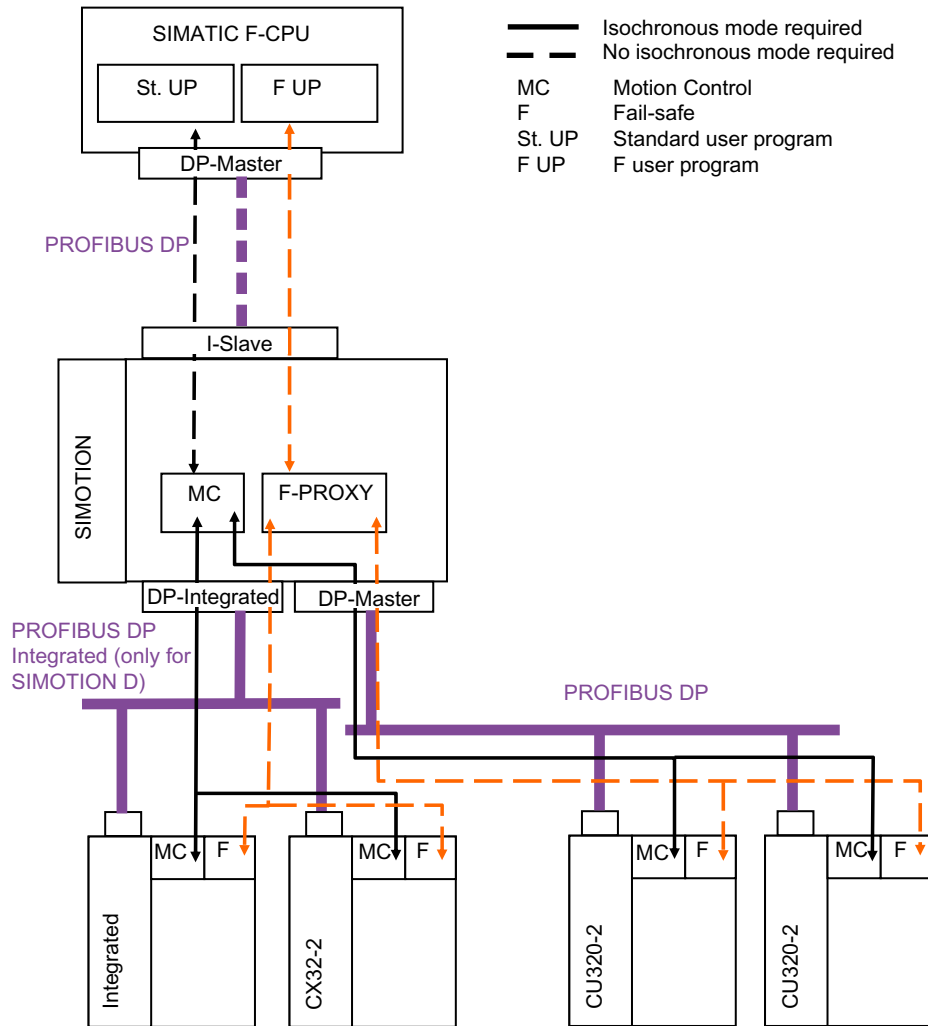 SIMATIC F-CPU
St. UP
F UP
DP-Master
Isochronous mode required
No isochronous mode required
MC Motion Control
F Fail-safe
St. UP Standard user program
F UP F user program
PROFIBUS DP
I-Slave
SIMOTION
MC
F-PROXY
DP-Integrated
DP-Master
PROFIBUS DP
Integrated (only for
SIMOTION D)
PROFIBUS DP
MC
F
Integrated
MC
F
CX32-2
MC
F
CU320-2
MC
F
CU320-2